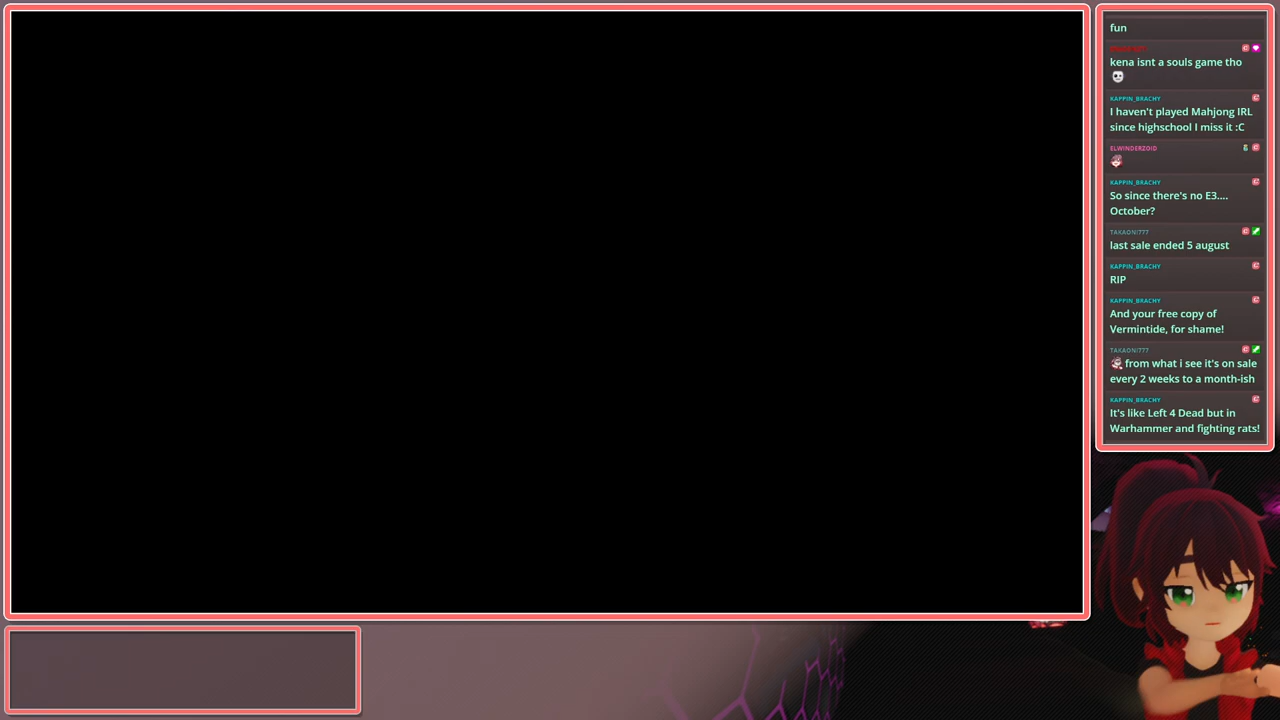 fun
kena isnt a souls game tho
KAPPIN_BRACHY
I haven't played Mahjong IRL
since highschool I miss it :C
ELWINDERZOID
KAPPIN_BRACHY
So since there's no E3....
October?
TAKAONI777
last sale ended 5 august
KAPPIN_BRACHY
RIP
KAPPIN_BRACHY
And your free copy of
Vermintide, for shame!
TAKAONI777
from what i see it's on sale
every 2 weeks to a month-ish
KAPPIN_BRACHY
It's like Left 4 Dead but in
Warhammer and fighting rats!